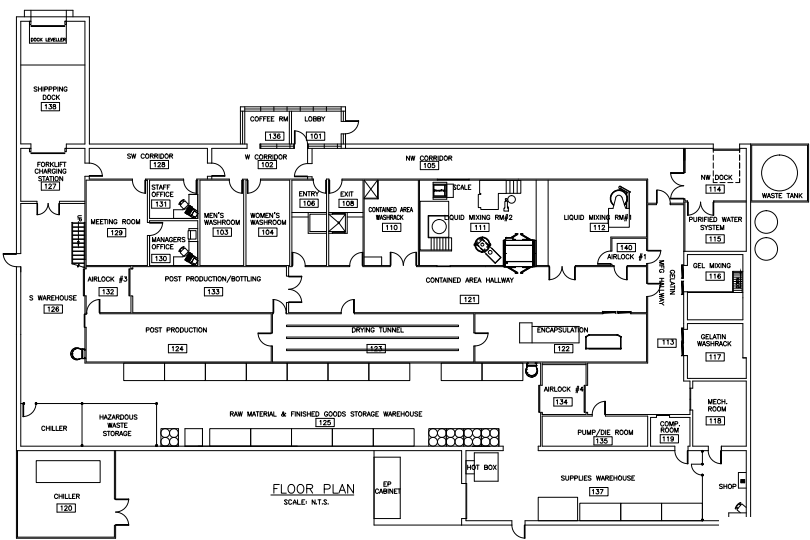 DOCK LEVELLER
SHIPPPING
DOCK
138
COFFEE RM
136
LOBBY
101
FORKLIFT
CHARGING
STATION
127
SW CORRIDOR
128
W CORRIDOR
102
NW CORRIDOR
105
NW DOCK
114
WASTE TANK
STAFF
OFFICE
131
MEETING ROOM
129
MANAGERS
OFFICE
130
MEN'S
WASHROOM
103
WOMEN'S
WASHROOM
104
ENTRY
106
EXIT
108
CONTAINED AREA
WASHRACK
110
SCALE
LIQUID MIXING RM#2
111
LIQUID MIXING RM#1
112
140
AIRLOCK #1
PURIFIED WATER
SYSTEM
115
GEL MIXING
116
GELATIN
MFG HALLWAY
113
GELATIN
WASHRACK
117
AIRLOCK #3
132
POST PRODUCTION/BOTTLING
133
CONTAINED AREA HALLWAY
121
S WAREHOUSE
126
POST PRODUCTION
124
DRYING TUNNEL
123
ENCAPSULATION
122
AIRLOCK #4
134
MECH.
ROOM
118
CHILLER
HAZARDOUS
WASTE
STORAGE
RAW MATERIAL & FINISHED GOODS STORAGE WAREHOUSE
125
PUMP/DIE ROOM
135
COMP.
ROOM
119
CHILLER
120
FLOOR PLAN
SCALE: N.T.S.
EP
CABINET
HOT BOX
SUPPLIES WAREHOUSE
137
SHOP